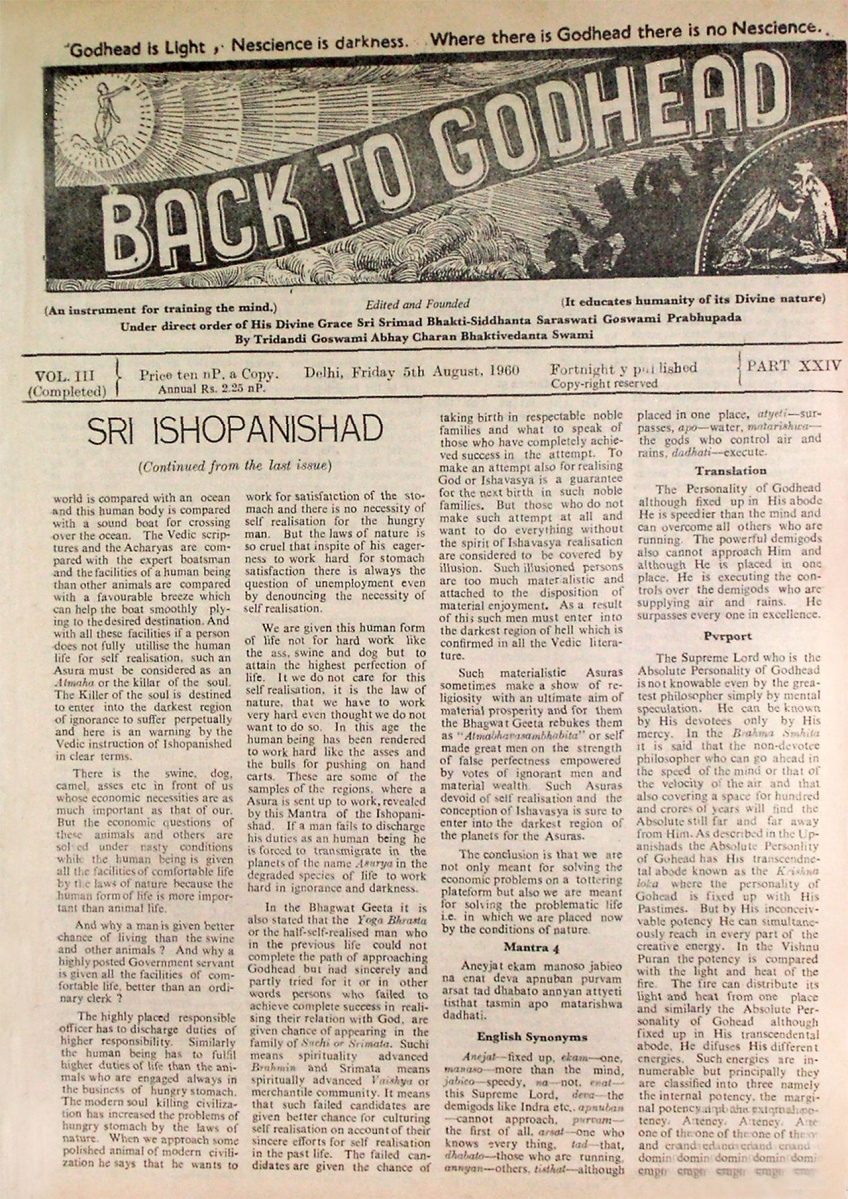 "Godhead is Light, Nescience is darkness. Where there is Godhead there is no Nescience."
BACK TO GODHEAD
(An instrument for training the mind.)
Edited and Founded
(It educates humanity of its Divine nature)
Under direct order of His Divine Grace Sri Srimad Bhakti-Siddhanta Saraswati Goswami Prabhupada
By Tridandi Goswami Abhay Charan Bhaktivedanta Swami
VOL. III
(Completed)
Price ten nP. a Copy.
Annual Rs. 2.25 nP.
Delhi, Friday 5th August, 1960
Fortnight y pu lished
Copy-right reserved
PART XXIV
SRI ISHOPANISHAD
(Continued from the last issue)
world is compared with an ocean
and this human body is compared
with a sound boat for crossing
over the ocean. The Vedic scrip-
tures and the Acharyas are com-
pared with the expert boatsman
and the facilities of a human being
than other animals are compared
with a favourable breeze which
can help the boat smoothly ply-
ing to the desired destination. And
with all these facilities if a person
does not fully utilise the human
life for self realisation, such an
Asura must be considered as an
Atmaha or the killar of the soul.
The Killer of the soul is destined
to enter into the darkest region
of ignorance to suffer perpetually
and here is an warning by the
Vedic instruction of Ishopanished
in clear terms.
There is the swine, dog,
camel, asses etc in front of us
whose economic necessities are as
much important as that of our.
But the economic questions of
these animals and others are
sol ed under nasty conditions
while the human being is given
all the facilities of comfortable life
by the laws of nature because the
human form of life is more impor-
tant than animal life.
And why a man is given better
chance of living than the swine
and other animals ? And why a
highly posted Government servant
is given all the facilities of com-
fortable life, better than an ordi-
nary clerk ?
The highly placed responsible
officer has to discharge duties of
higher responsibility. Similarly
the human being has to fulfil
higher duties of life than the ani-
mals who are engaged always in
the business of hungry stomach.
The modern soul killing civiliza-
tion has increased the problems of
hungry stomach by the laws of
nature. When we approach some
polished animal of modern civili-
zation he says that he wants to
work for satisfatction of the sto-
mach and there is no necessity of
self realisation for the hungry
man. But the laws of nature is
so cruel that inspite of his eager-
ness to work hard for stomach
satisfaction there is always the
question of unemployment even
by denouncing the necessity of
self realisation.
We are given this human form
of life not for hard work like
the ass, swine and dog but to
attain the highest perfection of
life. It we do not care for this
self realisation, it is the law of
nature, that we have to work
very hard even thought we do not
want to do so. In this age the
human being has been rendered
to work hard like the asses and
the bulls for pushing on hand
carts. These are some of the
samples of the regions, where a
Asura is sent up to work, revealed
by this Mantra of the Ishopani-
shad. If a man fails to discharge
his duties as an human being he
is forced to transmigrate in the
planets of the name Asurya in the
degraded species of life to work
hard in ignorance and darkness.
In the Bhagwat Geeta it is
also stated that the Yoga Bhrasta
or the half-self-realised man who
in the previous life could not
complete the path of approaching
Godhead but had sincerely and
partly tried for it or in other
words persons who failed to
achieve complete success in reali-
sing their relation with God, are
given chance of appearing in the
family of Suchi or Srimata. Suchi
means spirituality advanced
Brahmin and Srimata means
spiritually advanced Vaishya or
merchantile community. It means
that such failed candidates are
given better chance for culturing
self realisation on account of their
sincere efforts for self realisation
in the past life. The failed can-
didates are given the chance of
taking birth in respectable noble
families and what to speak of
those who have completely achie-
ved success in the attempt. To
make an attempt also for realising
God or Ishavasya is a guarantee
for the next birth in such noble
families. But those who do not
make such attempt at all and
want to do everything without
the spirit of Ishavasya realisation
are considered to be covered by
illusion. Such illusioned persons
are too much materialistic and
attached to the disposition of
material enjoyment. As a result
of this such men must enter into
the darkest region of hell which is
confirmed in all the Vedic litera-
ture.
Such materialistic Asuras
sometimes make a show of re-
ligiosity with an ultimate aim of
material prosperity and for them
the Bhagwat Geeta rebukes them
as "Atmabhavasambhabita" or self
made great men on the strength
of false perfectness empowered
by votes of ignorant men and
material wealth. Such Asuras
devoid of self realisation and the
conception of Ishavasya is sure to
enter into the darkest region of
the planets for the Asuras.
The conclusion is that we are
not only meant for solving the
economic problems on a tottering
plateform but also we are meant
for solving the problematic life
i.e. in which we are placed now
by the conditions of nature.
Mantra 4
Aneyjat ekam manoso jabieo
na enat deva apnuban purvam
arsat tad dhabato annyan attyeti
tisthat tasmin apo matarishwa
dadhati.
English Synonyms
Anejat—fixed up, ekam—one,
manaso—more than the mind,
jabieo—speedy, na—not, enat—
this Supreme Lord, deva—the
demigods like Indra etc., apnuban
—cannot approach, purvam—
the first of all, arsat—one who
knows every thing, tad—that,
dhabato—those who are running,
annyan—others, tisthat—although
placed in one place, atyeti—sur-
passes, apo—water, matarishwa—
the gods who control air and
rains, dadhati—execute.
Translation
The Personality of Godhead
although fixed up in His abode
He is speedier than the mind and
can overcome all others who are
running. The powerful demigods
also cannot approach Him and
although He is placed in one
place, He is executing the con-
trols over the demigods who are
supplying air and rains. He
surpasses every one in excellence.
Pvrport
The Supreme Lord who is the
Absolute Personality of Godhead
is not knowable even by the grea-
test philosopher simply by mental
speculation. He can be known
by His devotees only by His
mercy. In the Brahma Smhita
it is said that the non-devotee
philosopher who can go ahead in
the speed of the mind or that of
the velocity of the air and that
also covering a space for hundred
and crores of years will find the
Absolute still far and far away
from Him. As described in the Up-
anishads the Absolute Personality
of Gohead has His transcendne-
tal abode known as the Krishna
loka where the personality of
Gohead is fixed up with His
Pastimes. But by His inconceiv-
vable potency He can simultane-
ously reach in every part of the
creative energy. In the Vishnu
Puran the potency is compared
with the light and heat of the
fire. The fire can distribute its
light and heat from one place
and similarly the Absolute Per-
sonality of Gohead although
fixed up in His transcendental
abode, He difuses His different
energies. Such energies are in-
numerable but principally they
are classified into three namely
the internal potency, the margi-
nal potency
tency. A tency. A tency.
one of the one of the one of the
and
domin domin domin domin